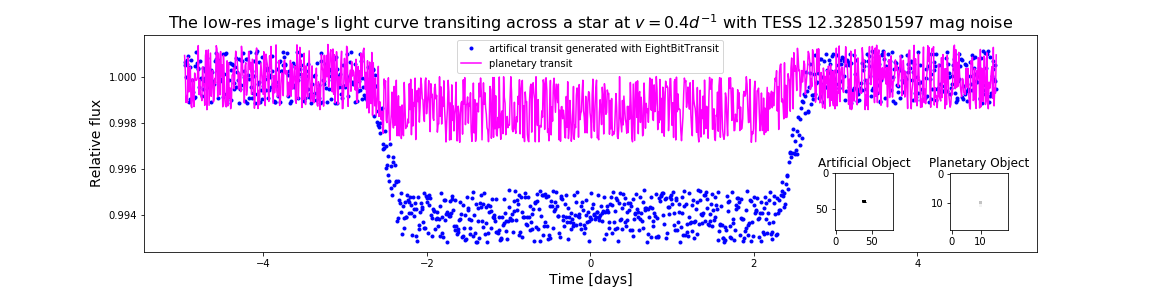 The low-res image's light curve transiting across a star at v = 0.4d⁻¹ with TESS 12.328501597 mag noise
artifical transit generated with EightBitTransit
planetary transit
Relative flux
1.000
0.998
0.996
0.994
Artificial Object
0
50
0
50
Planetary Object
0
10
0
10
−4
−2
0
2
4
Time [days]